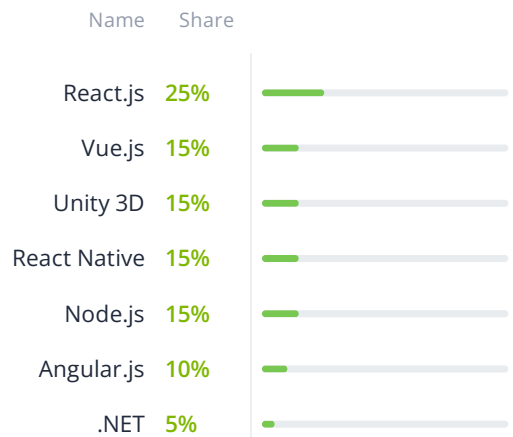 Name Share
React.js 25%
Vue.js 15%
Unity 3D 15%
React Native 15%
Node.js 15%
Angular.js 10%
.NET 5%